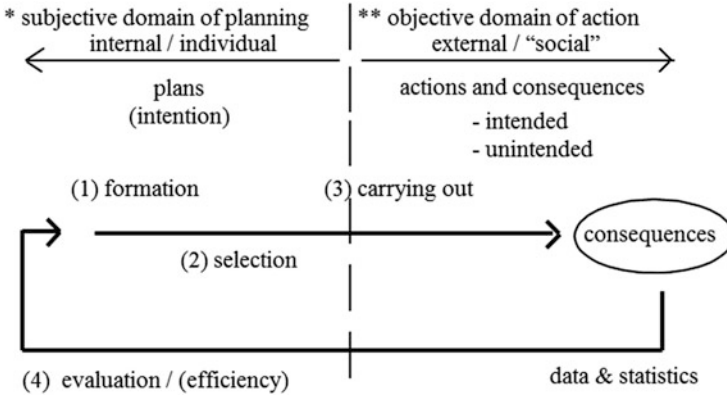 * subjective domain of planning
internal / individual
** objective domain of action
external / “social”
plans
(intention)
actions and consequences
- intended
- unintended
(1) formation
(3) carrying out
(2) selection
consequences
(4) evaluation / (efficiency)
data & statistics